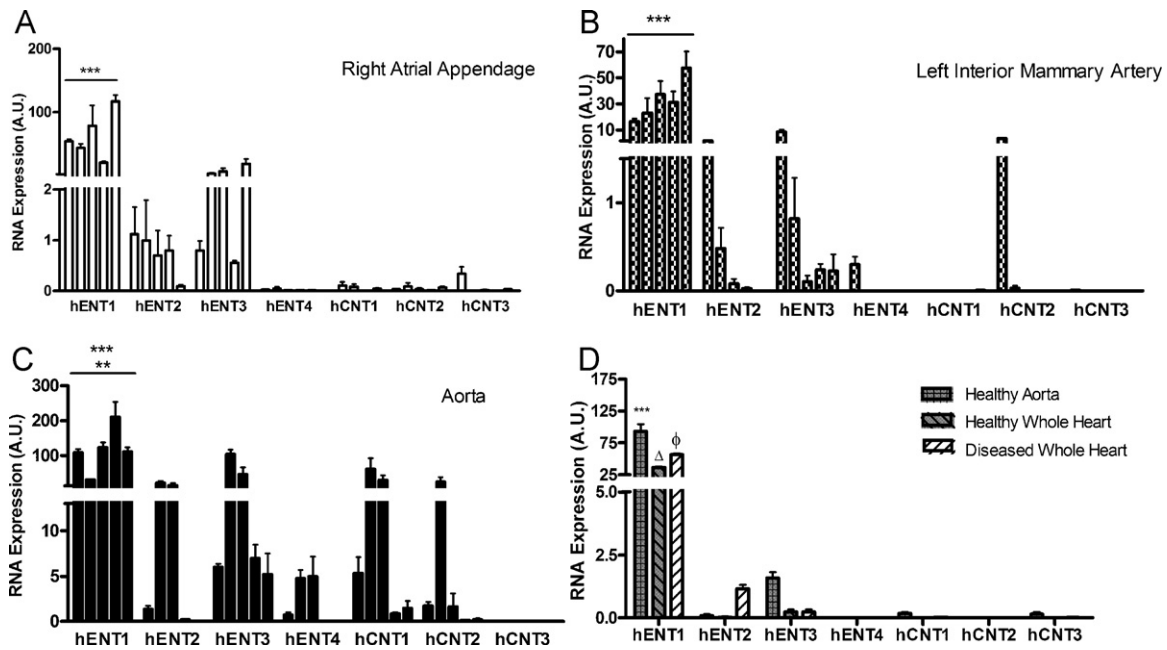 A
Right Atrial Appendage
RNA Expression (A.U.)
200
100
2
1
0
***
hENT1 hENT2 hENT3 hENT4 hCNT1 hCNT2 hCNT3
B
Left Interior Mammary Artery
RNA Expression (A.U.)
70
50
30
10
1
0
***
hENT1 hENT2 hENT3 hENT4 hCNT1 hCNT2 hCNT3
C
Aorta
RNA Expression (A.U.)
300
200
100
10
5
0
***
**
hENT1 hENT2 hENT3 hENT4 hCNT1 hCNT2 hCNT3
D
Healthy Aorta
Healthy Whole Heart
Diseased Whole Heart
RNA Expression (A.U.)
175
125
75
25
5.0
2.5
0.0
***
Δ
ϕ
hENT1 hENT2 hENT3 hENT4 hCNT1 hCNT2 hCNT3